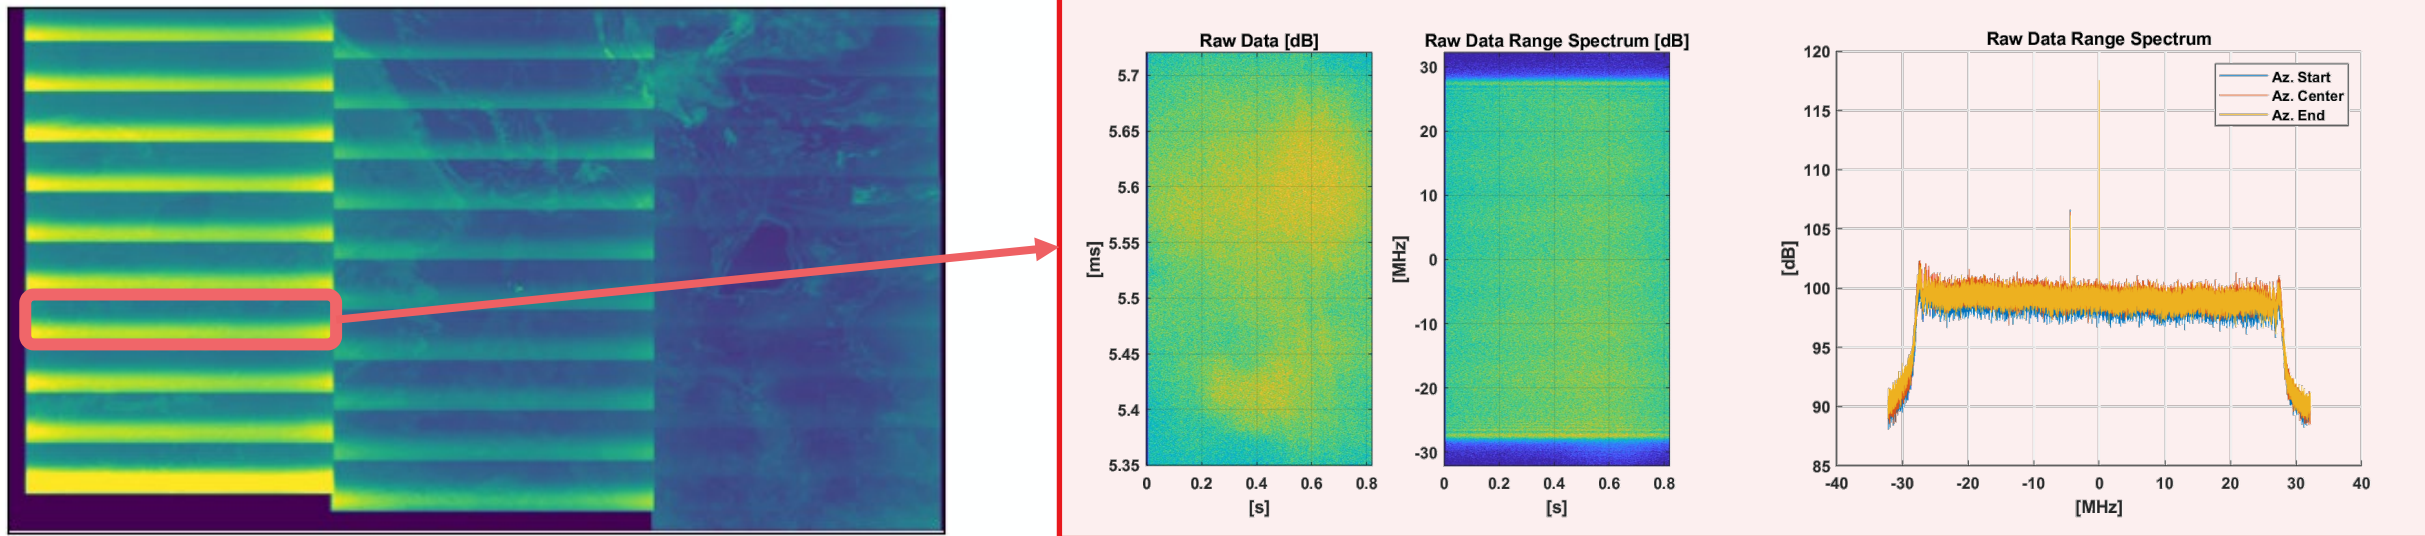 Raw Data [dB]
5.7
5.65
5.6
5.55
5.5
5.45
5.4
5.35
[ms]
0 0.2 0.4 0.6 0.8
[s]
Raw Data Range Spectrum [dB]
30
20
10
0
-10
-20
-30
[MHz]
0 0.2 0.4 0.6 0.8
[s]
Raw Data Range Spectrum
120
115
110
105
100
95
90
85
[dB]
Az. Start
Az. Center
Az. End
-40 -30 -20 -10 0 10 20 30 40
[MHz]